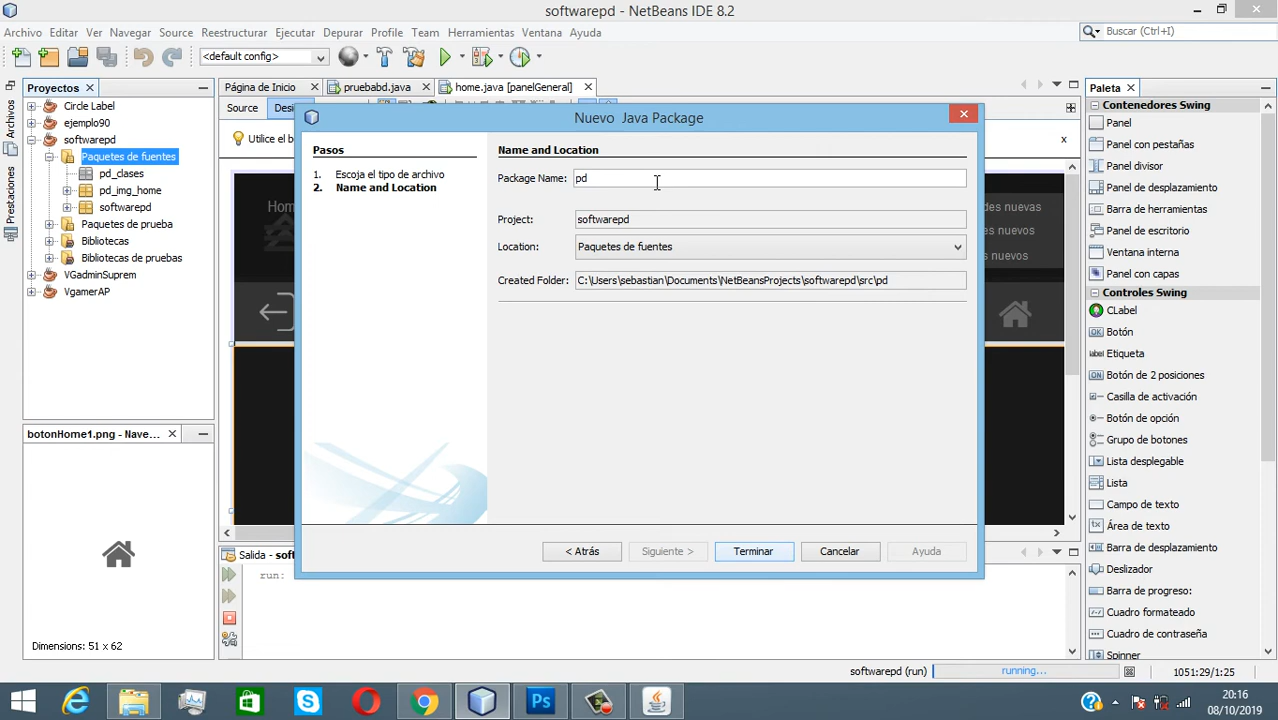 softwarepd - NetBeans IDE 8.2
Archivo Editar Ver Navegar Source Reestructurar Ejecutar Depurar Profile Team Herramientas Ventana Ayuda
Buscar (Ctrl+I)
<default config>
Proyectos
Página de Inicio
pruebabd.java
home.java [panelGeneral]
Paleta
Archivos
Prestaciones
Circle Label
ejemplo90
softwarepd
Paquetes de fuentes
pd_clases
pd_img_home
softwarepd
Paquetes de prueba
Bibliotecas
Bibliotecas de pruebas
VGadminSuprem
VgamerAP
Source
Utilice el b
Nuevo Java Package
Pasos
1. Escoja el tipo de archivo
2. Name and Location
Name and Location
Package Name: pd
Project: softwarepd
Location: Paquetes de fuentes
Created Folder: C:\Users\sebastian\Documents\NetBeansProjects\softwarepd\src\pd
< Atrás
Siguiente >
Terminar
Cancelar
Ayuda
des nuevas
os nuevos
s nuevos
Contenedores Swing
Panel
Panel con pestañas
Panel divisor
Panel de desplazamiento
Barra de herramientas
Panel de escritorio
Ventana interna
Panel con capas
Controles Swing
CLabel
OK Botón
label Etiqueta
Botón de 2 posiciones
Casilla de activación
Botón de opción
Grupo de botones
Lista desplegable
Lista
Campo de texto
Área de texto
Barra de desplazamiento
Deslizador
Barra de progreso:
Cuadro formateado
Cuadro de contraseña
Spinner
botonHome1.png - Nave...
Dimensions: 51 x 62
Salida - soft
run:
softwarepd (run)
running...
1051:29/1:25
Ps
20:16
08/10/2019